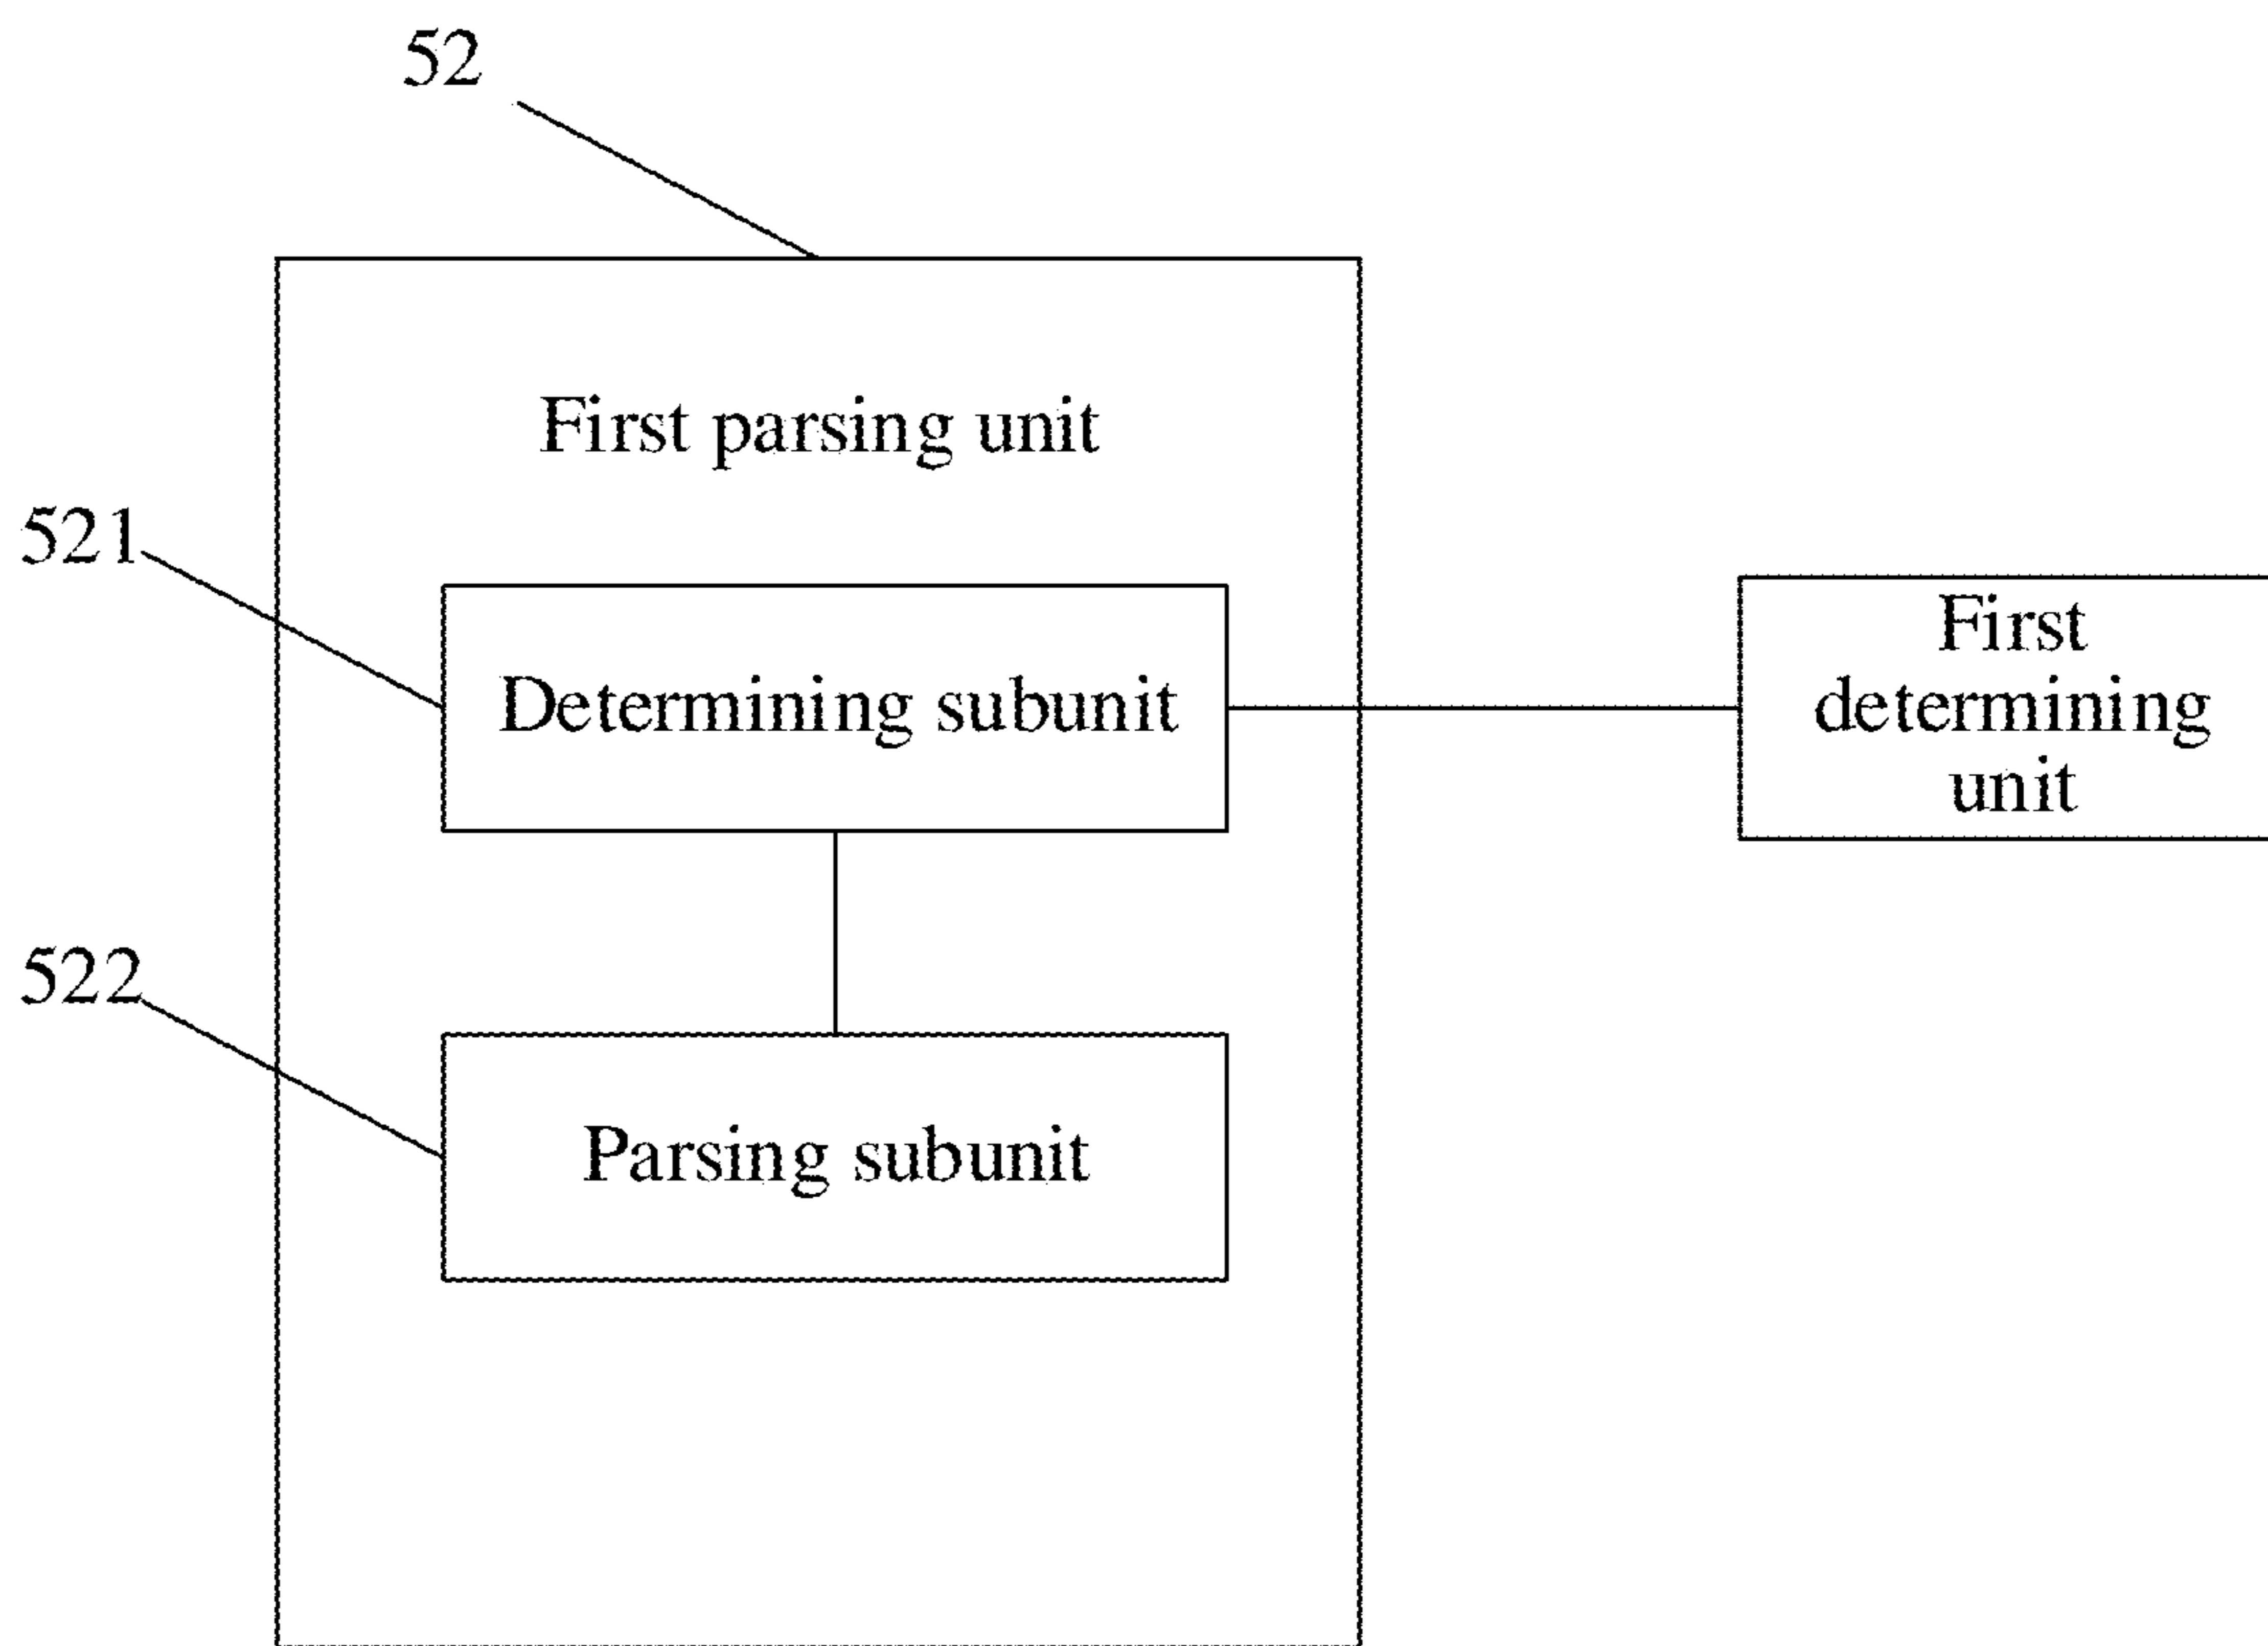 52
First parsing unit
521
Determining subunit
First
determining
unit
522
Parsing subunit